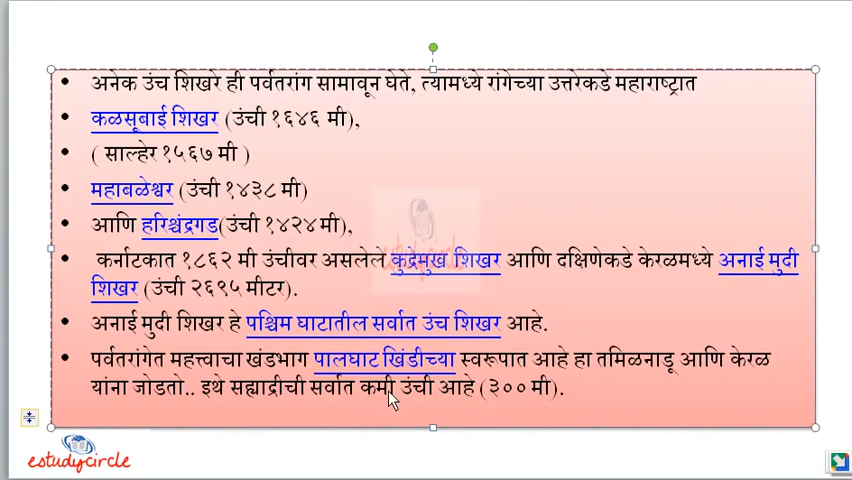 • अनेक उंच शिखरे ही पर्वतरांग सामावून घेते, त्यामध्ये रांगेच्या उत्तरेकडे महाराष्ट्रात
• कळसूबाई शिखर (उंची १६४६ मी),
• ( साल्हेर १५६७ मी )
• महाबळेश्वर (उंची १४३८ मी)
• आणि हरिश्चंद्रगड(उंची १४२४ मी),
• कर्नाटकात १८६२ मी उंचीवर असलेले कुद्रेमुख शिखर आणि दक्षिणेकडे केरळमध्ये अनाई मुदी
शिखर (उंची २६९५ मीटर).
• अनाई मुदी शिखर हे पश्चिम घाटातील सर्वात उंच शिखर आहे.
• पर्वतरांगेत महत्त्वाचा खंडभाग पालघाट खिंडीच्या स्वरूपात आहे हा तमिळनाडू आणि केरळ
यांना जोडतो.. इथे सह्याद्रीची सर्वात कमी उंची आहे (३०० मी).
estudycircle